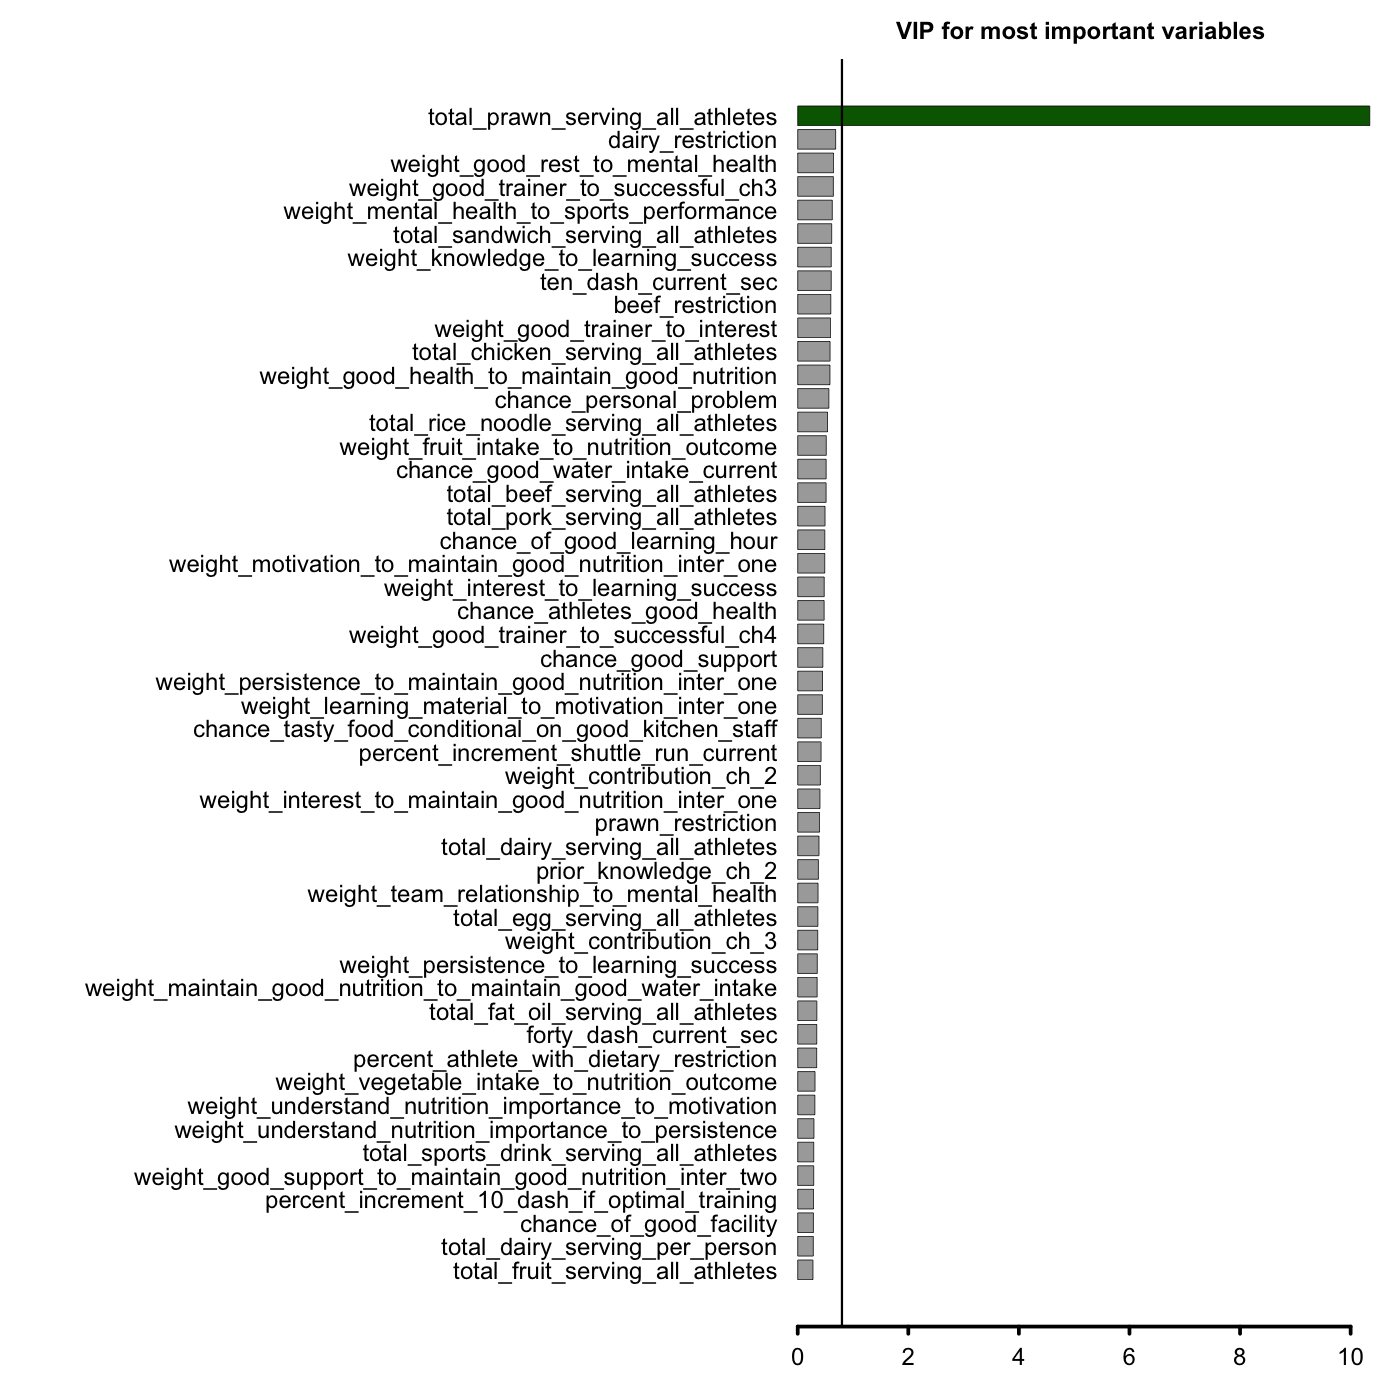 VIP for most important variables
total_prawn_serving_all_athletes
dairy_restriction
weight_good_rest_to_mental_health
weight_good_trainer_to_successful_ch3
weight_mental_health_to_sports_performance
total_sandwich_serving_all_athletes
weight_knowledge_to_learning_success
ten_dash_current_sec
beef_restriction
weight_good_trainer_to_interest
total_chicken_serving_all_athletes
weight_good_health_to_maintain_good_nutrition
chance_personal_problem
total_rice_noodle_serving_all_athletes
weight_fruit_intake_to_nutrition_outcome
chance_good_water_intake_current
total_beef_serving_all_athletes
total_pork_serving_all_athletes
chance_of_good_learning_hour
weight_motivation_to_maintain_good_nutrition_inter_one
weight_interest_to_learning_success
chance_athletes_good_health
weight_good_trainer_to_successful_ch4
chance_good_support
weight_persistence_to_maintain_good_nutrition_inter_one
weight_learning_material_to_motivation_inter_one
chance_tasty_food_conditional_on_good_kitchen_staff
percent_increment_shuttle_run_current
weight_contribution_ch_2
weight_interest_to_maintain_good_nutrition_inter_one
prawn_restriction
total_dairy_serving_all_athletes
prior_knowledge_ch_2
weight_team_relationship_to_mental_health
total_egg_serving_all_athletes
weight_contribution_ch_3
weight_persistence_to_learning_success
weight_maintain_good_nutrition_to_maintain_good_water_intake
total_fat_oil_serving_all_athletes
forty_dash_current_sec
percent_athlete_with_dietary_restriction
weight_vegetable_intake_to_nutrition_outcome
weight_understand_nutrition_importance_to_motivation
weight_understand_nutrition_importance_to_persistence
total_sports_drink_serving_all_athletes
weight_good_support_to_maintain_good_nutrition_inter_two
percent_increment_10_dash_if_optimal_training
chance_of_good_facility
total_dairy_serving_per_person
total_fruit_serving_all_athletes
0 2 4 6 8 10